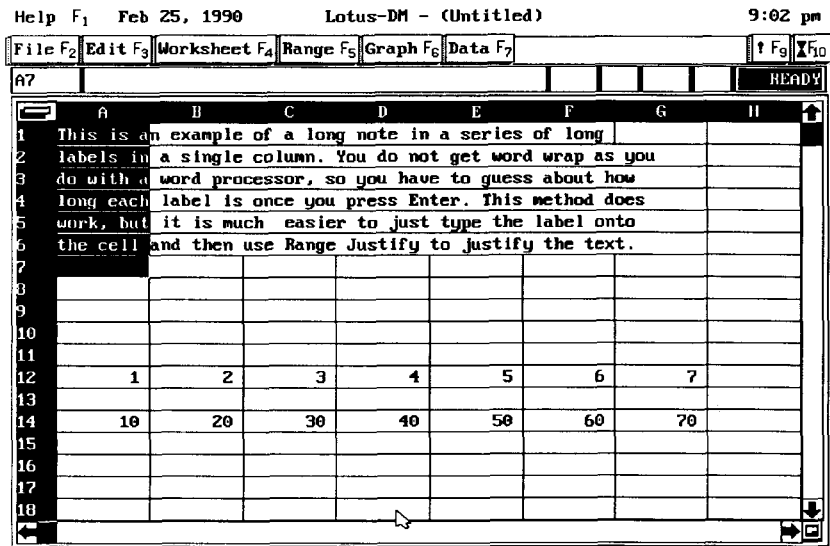 Help F1 Feb 25, 1990 Lotus-DM - (Untitled) 9:02 pm
File F2 Edit F3 Worksheet F4 Range F5 Graph F6 Data F7 ! F9 F10
A7 READY
A B C D E F G H
1 This is an example of a long note in a series of long
2 labels in a single column. You do not get word wrap as you
3 do with a word processor, so you have to guess about how
4 long each label is once you press Enter. This method does
5 work, but it is much easier to just type the label onto
6 the cell and then use Range Justify to justify the text.
7
8
9
10
11
12 1 2 3 4 5 6 7
13
14 10 20 30 40 50 60 70
15
16
17
18